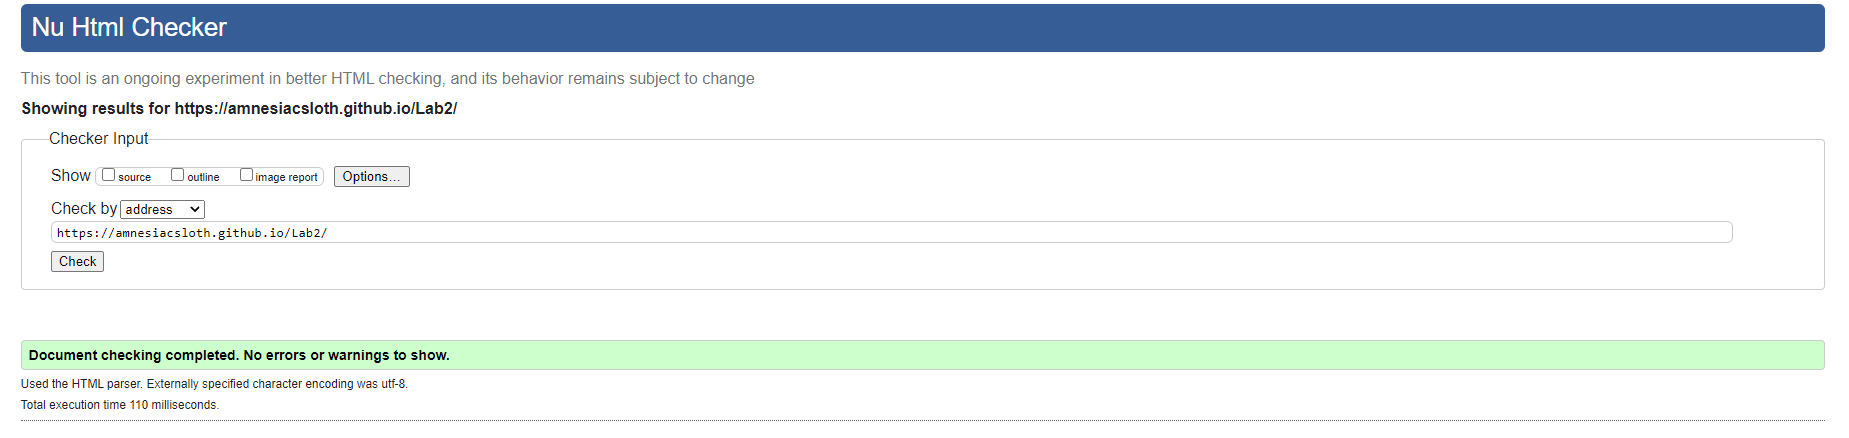 Nu Html Checker
This tool is an ongoing experiment in better HTML checking, and its behavior remains subject to change
Showing results for https://amnesiacsloth.github.io/Lab2/
Checker Input
Show source outline image report Options...
Check by address
https://amnesiacsloth.github.io/Lab2/
Check
Document checking completed. No errors or warnings to show.
Used the HTML parser. Externally specified character encoding was utf-8.
Total execution time 110 milliseconds.